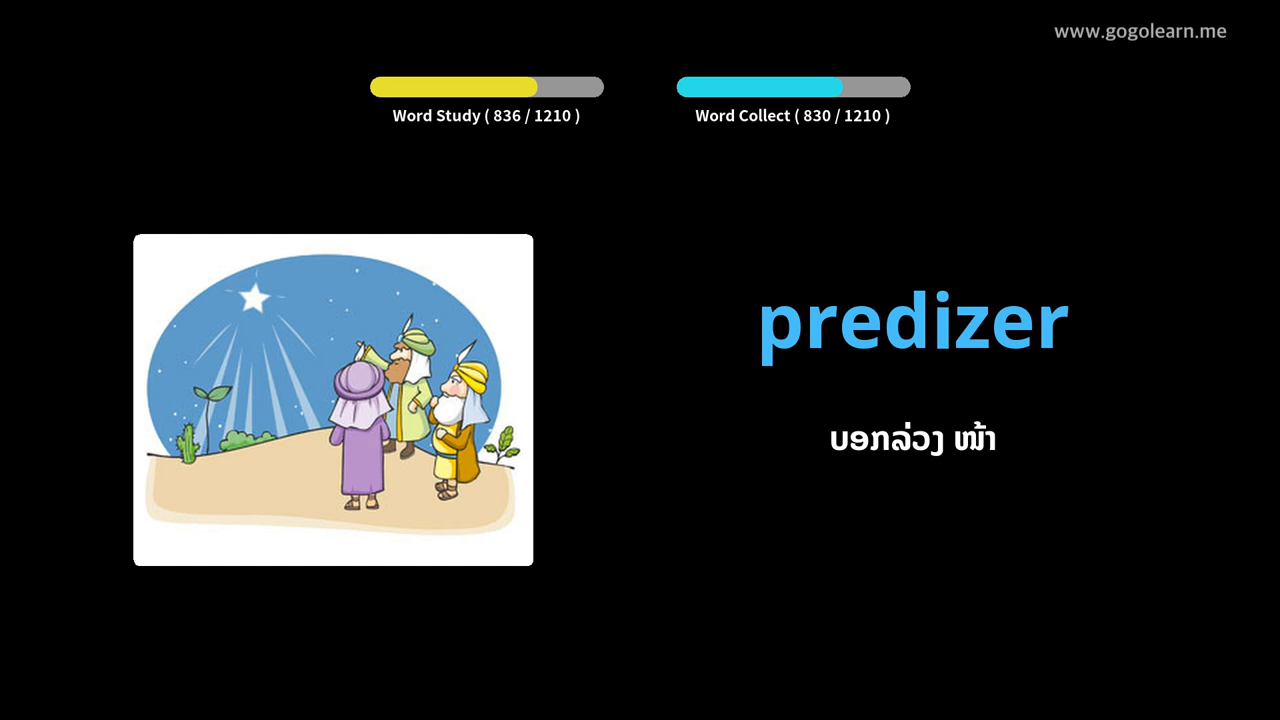 www.gogolearn.me
Word Study ( 836 / 1210 )
Word Collect ( 830 / 1210 )
predizer
ບອກລ່ວງ ໜ້າ